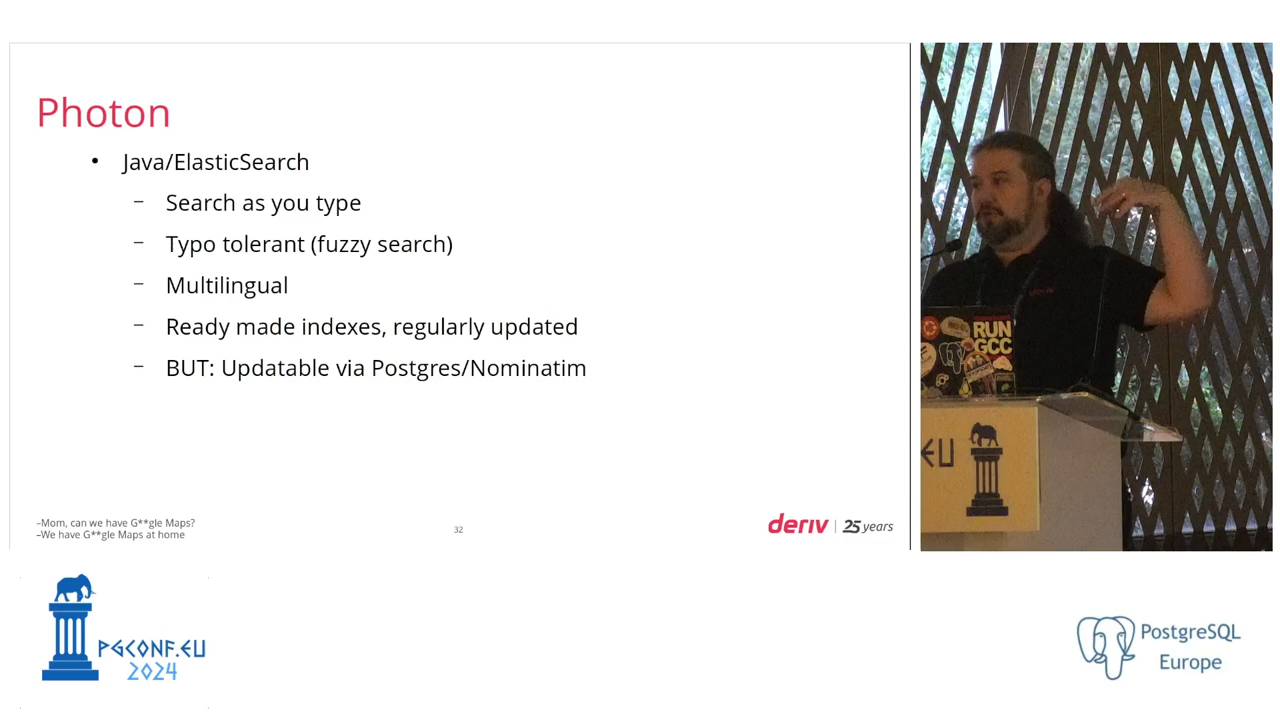 Photon
• Java/ElasticSearch
– Search as you type
– Typo tolerant (fuzzy search)
– Multilingual
– Ready made indexes, regularly updated
– BUT: Updatable via Postgres/Nominatim
–Mom, can we have G**gle Maps?
–We have G**gle Maps at home
32
deriv | 25 years
RUN
GCC
EU
PGCONF.EU
2024
PostgreSQL
Europe